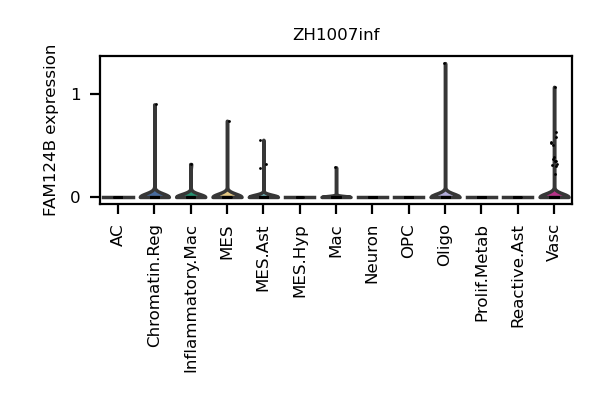 ZH1007inf
FAM124B expression
1
0
AC
Chromatin.Reg
Inflammatory.Mac
MES
MES.Ast
MES.Hyp
Mac
Neuron
OPC
Oligo
Prolif.Metab
Reactive.Ast
Vasc